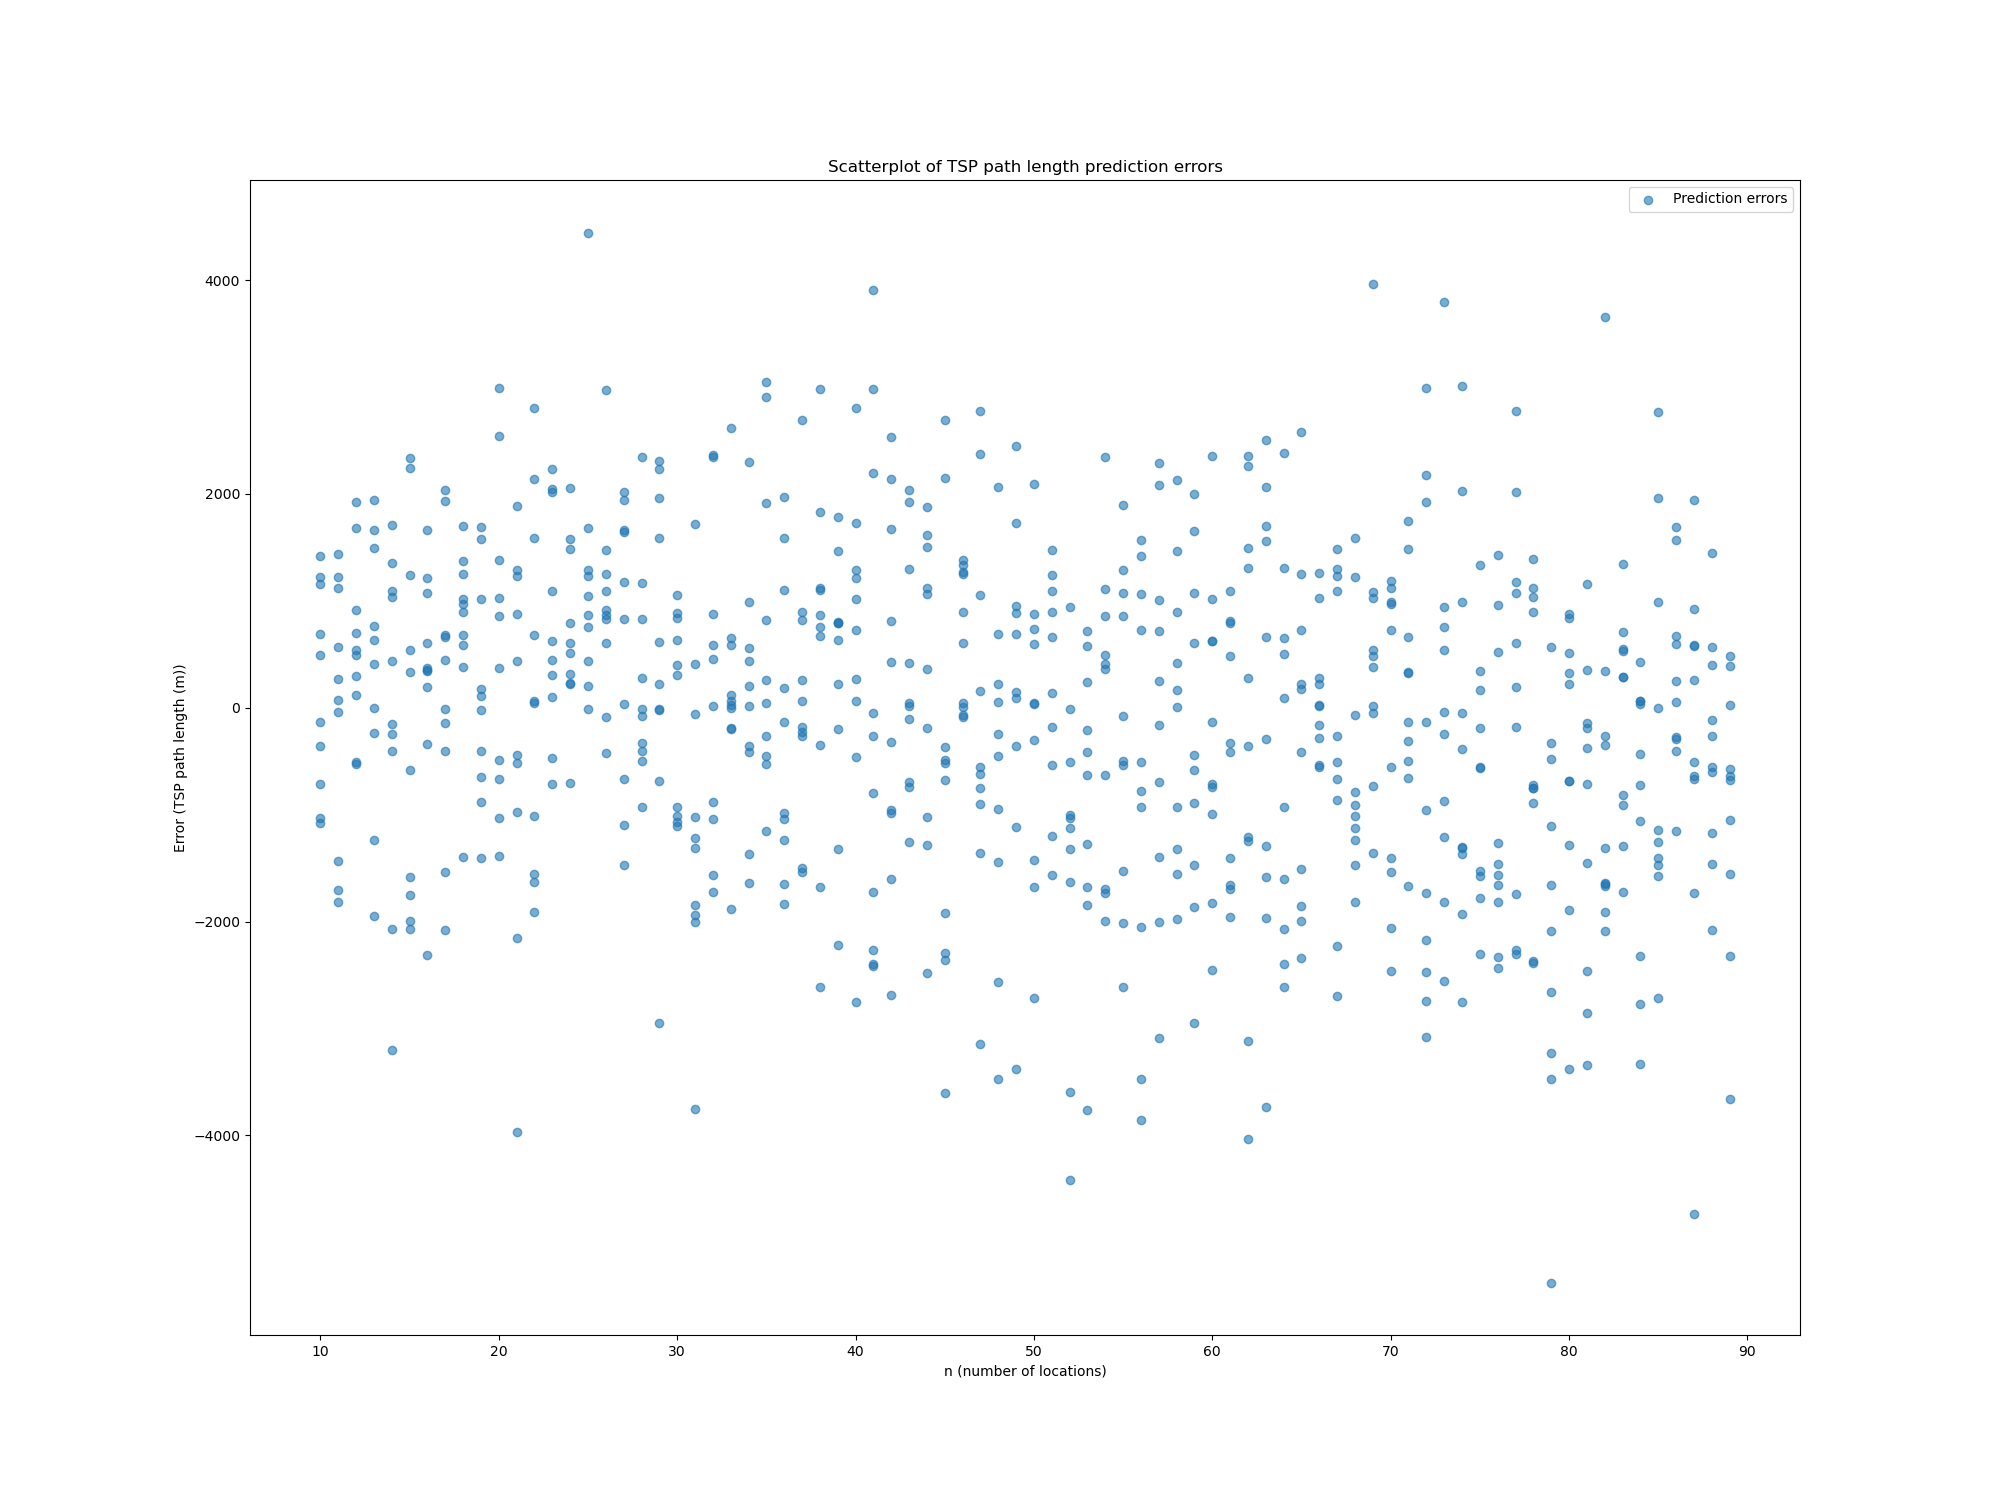 Scatterplot of TSP path length prediction errors
Prediction errors
Error (TSP path length (m))
4000
2000
0
−2000
−4000
10 20 30 40 50 60 70 80 90
n (number of locations)